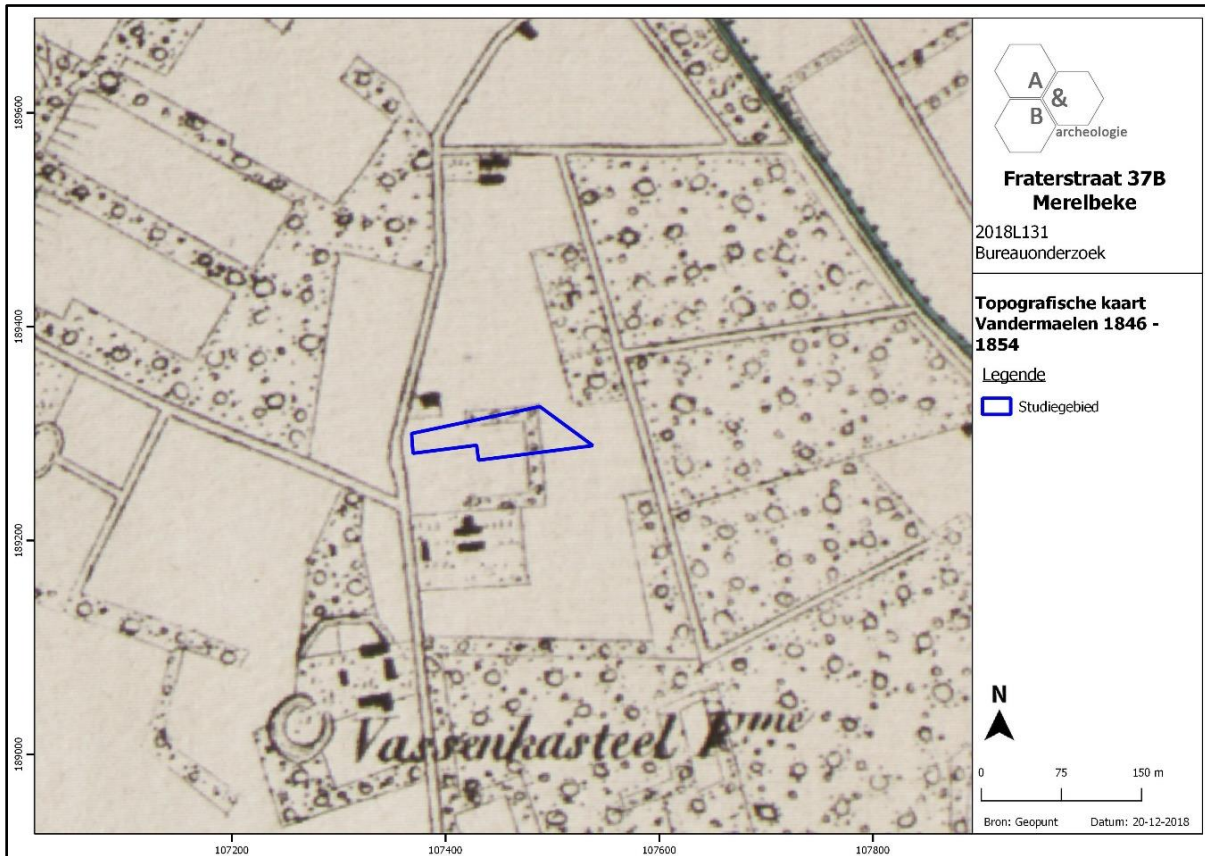 A
&
B
archeologie
Fraterstraat 37B
Merelbeke
2018L131
Bureauonderzoek
Topografische kaart
Vandermaelen 1846 -
1854
Legende
Studiegebied
189600
189400
189200
189000
Vassenkasteel Fme
N
0 75 150 m
Bron: Geopunt Datum: 20-12-2018
107200 107400 107600 107800